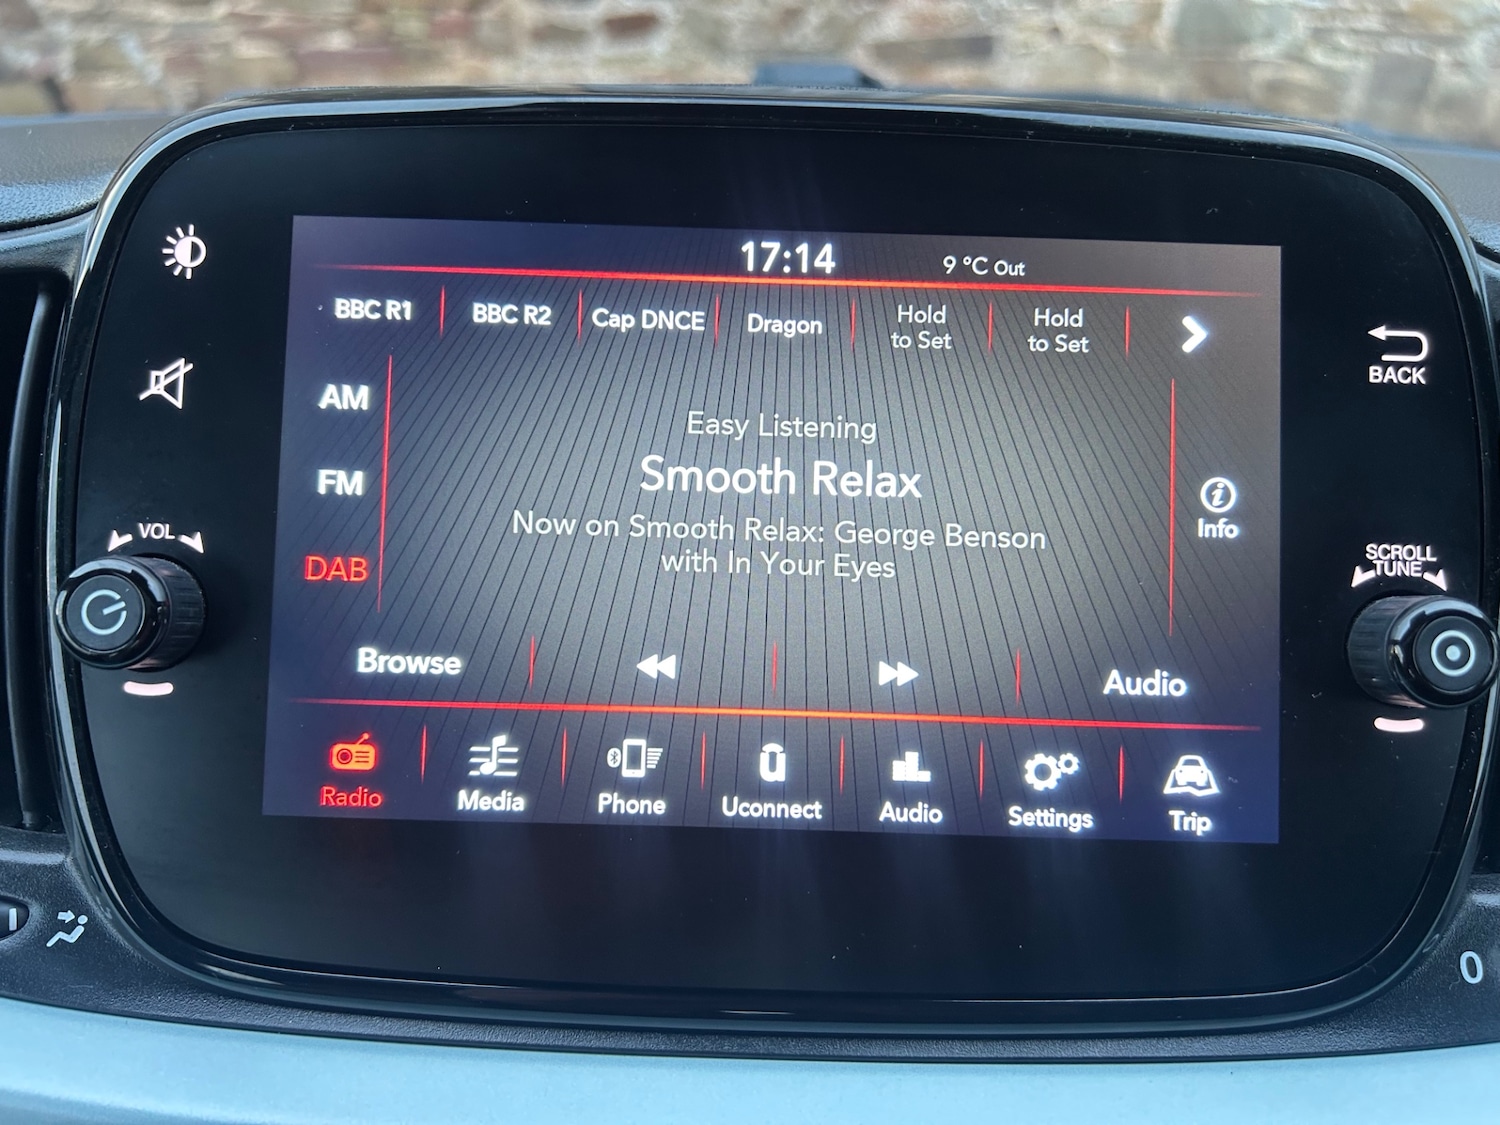 17:14
9 °C Out
BBC R1
BBC R2
Cap DNCE
Dragon
Hold
to Set
Hold
to Set
BACK
AM
FM
DAB
Easy Listening
Smooth Relax
Now on Smooth Relax: George Benson
with In Your Eyes
Info
VOL
SCROLL
TUNE
Browse
Audio
Radio
Media
Phone
Uconnect
Audio
Settings
Trip
0